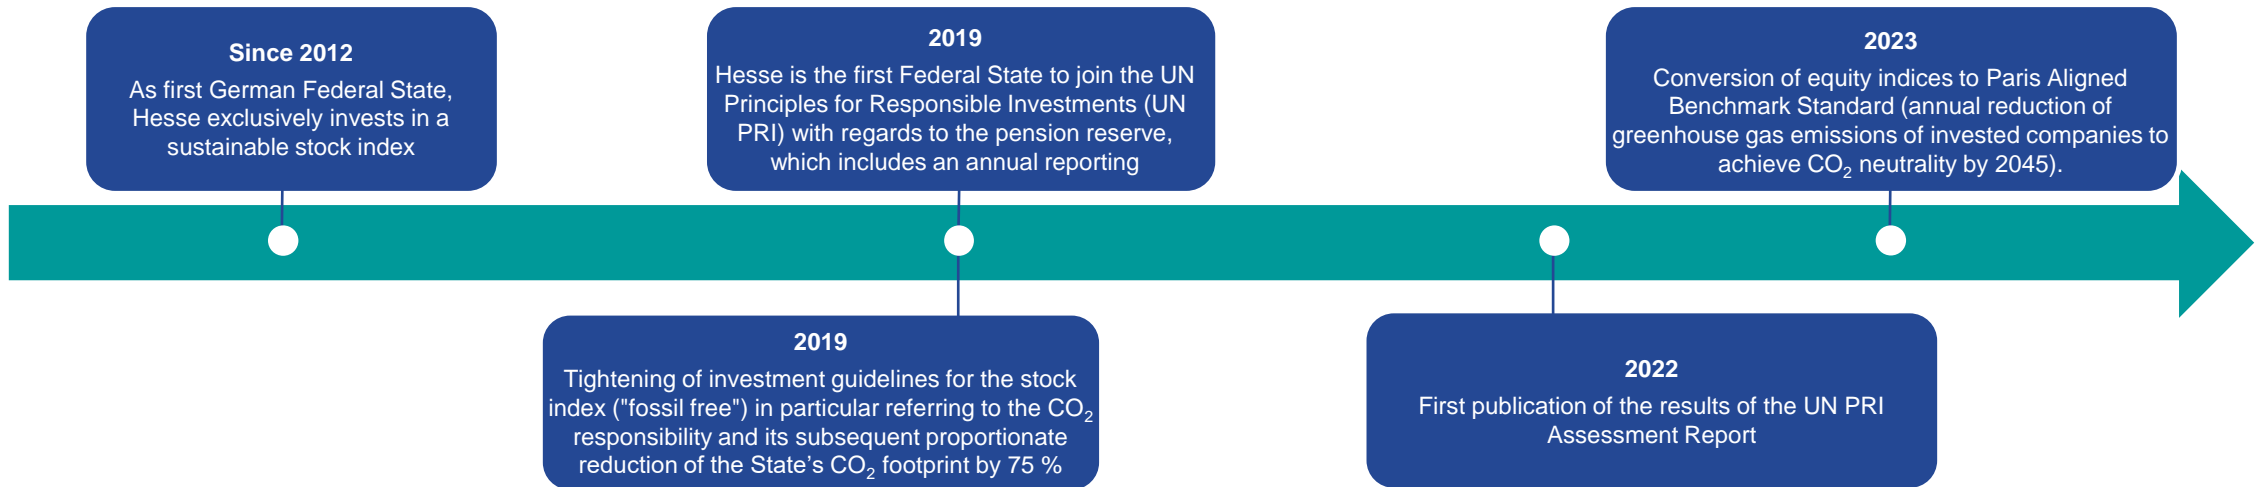 Since 2012
As first German Federal State,
Hesse exclusively invests in a
sustainable stock index
2019
Hesse is the first Federal State to join the UN
Principles for Responsible Investments (UN
PRI) with regards to the pension reserve,
which includes an annual reporting
2023
Conversion of equity indices to Paris Aligned
Benchmark Standard (annual reduction of
greenhouse gas emissions of invested companies to
achieve CO₂ neutrality by 2045).
2019
Tightening of investment guidelines for the stock
index ("fossil free") in particular referring to the CO₂
responsibility and its subsequent proportionate
reduction of the State’s CO₂ footprint by 75 %
2022
First publication of the results of the UN PRI
Assessment Report